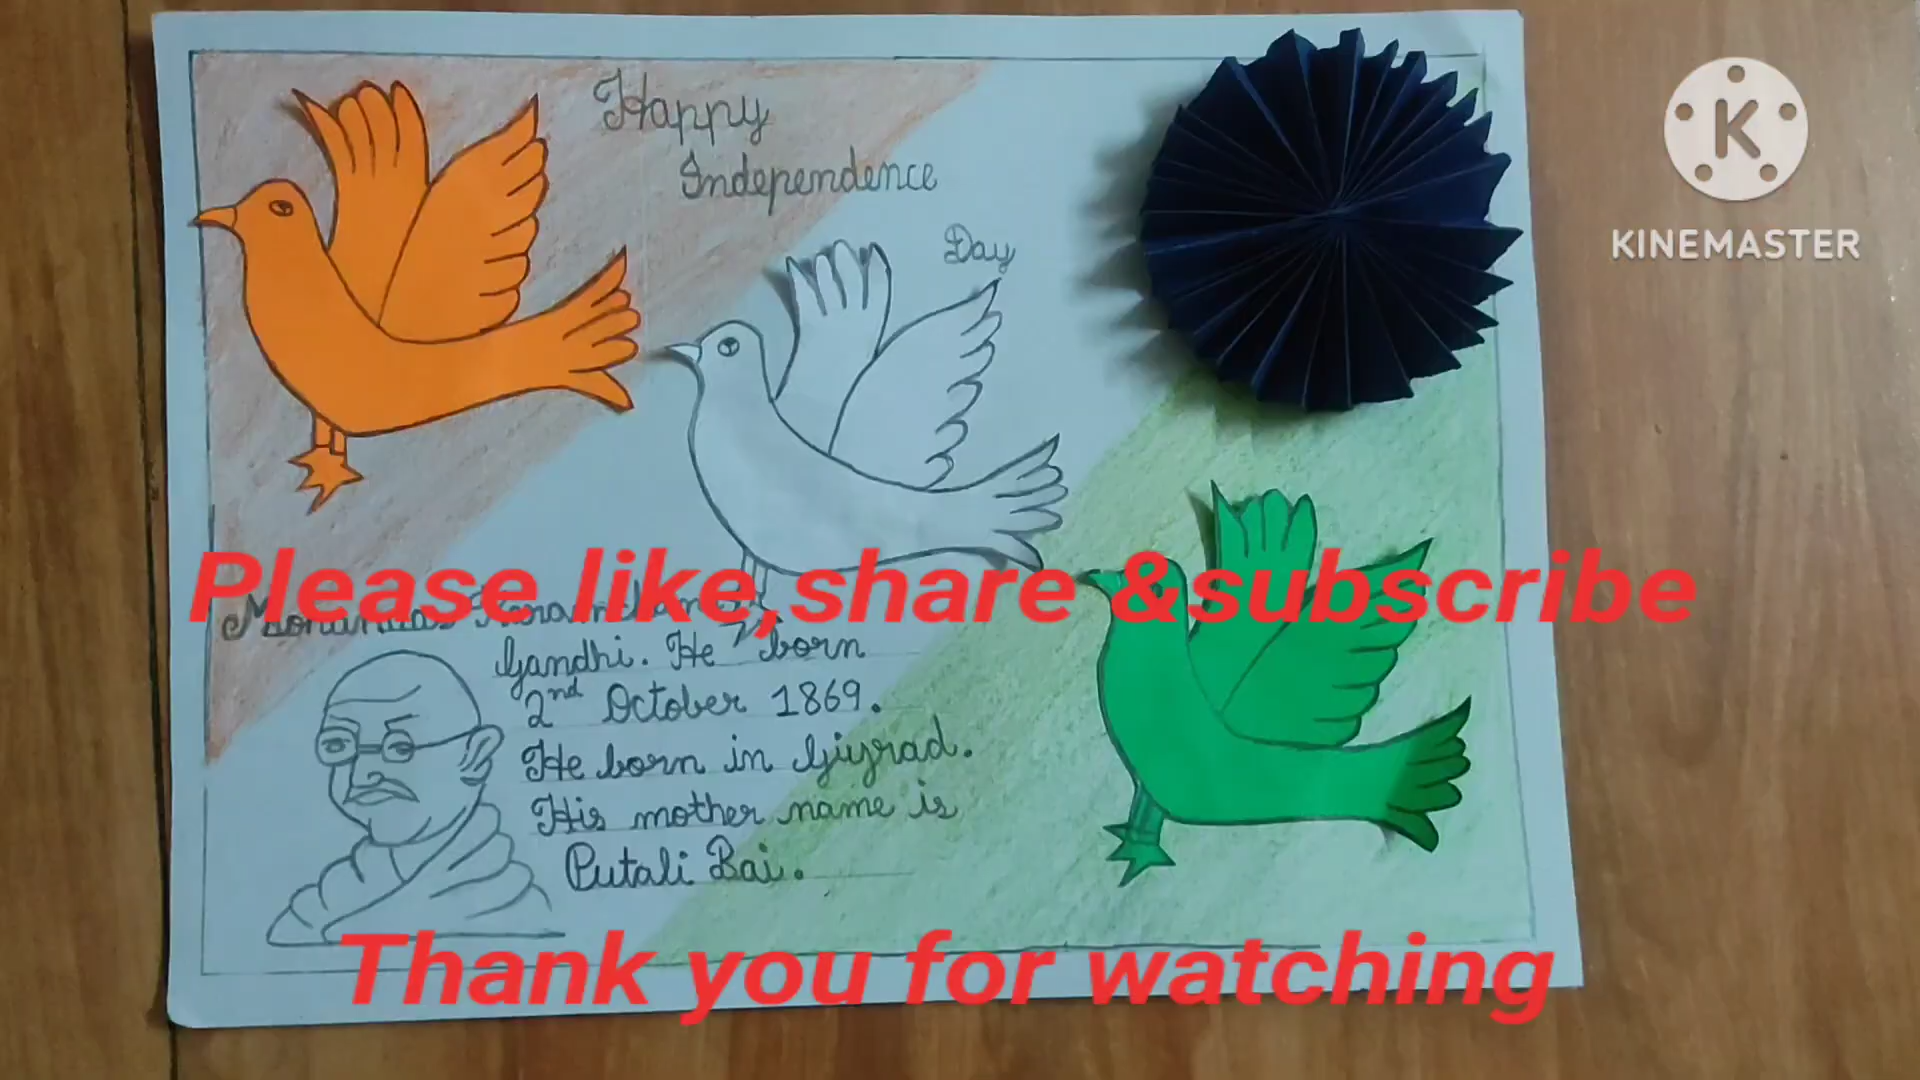 Happy
Independence
Day
K
KINEMASTER
Please like,share &subscribe
Gandhi. He born
2nd October 1869.
He born in
His mother name is
Putali Bai.
Thank you for watching